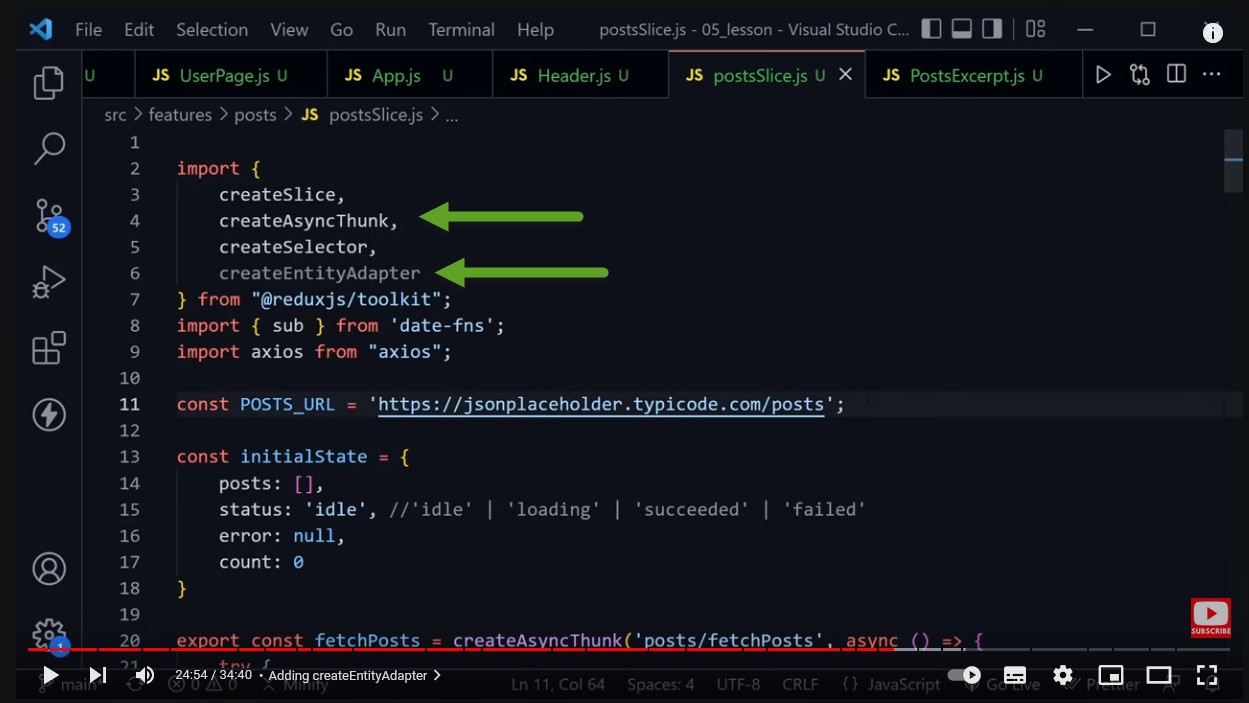 File Edit Selection View Go Run Terminal Help postsSlice.js - 05_lesson - Visual Studio C...
U JS UserPage.js U JS App.js U JS Header.js U JS postsSlice.js U JS PostsExcerpt.js U
src > features > posts > JS postsSlice.js > ...
1
2 import {
3 createSlice,
4 createAsyncThunk,
5 createSelector,
6 createEntityAdapter
7 } from "@reduxjs/toolkit";
8 import { sub } from 'date-fns';
9 import axios from "axios";
10
11 const POSTS_URL = 'https://jsonplaceholder.typicode.com/posts';
12
13 const initialState = {
14 posts: [],
15 status: 'idle', //'idle' | 'loading' | 'succeeded' | 'failed'
16 error: null,
17 count: 0
18 }
19
20 export const fetchPosts = createAsyncThunk('posts/fetchPosts', async () => {
21 try {
52
1
SUBSCRIBE
24:54 / 34:40 • Adding createEntityAdapter >
main* 0 0 Minify Ln 11, Col 64 Spaces: 4 UTF-8 CRLF {} JavaScript Go Live Prettier